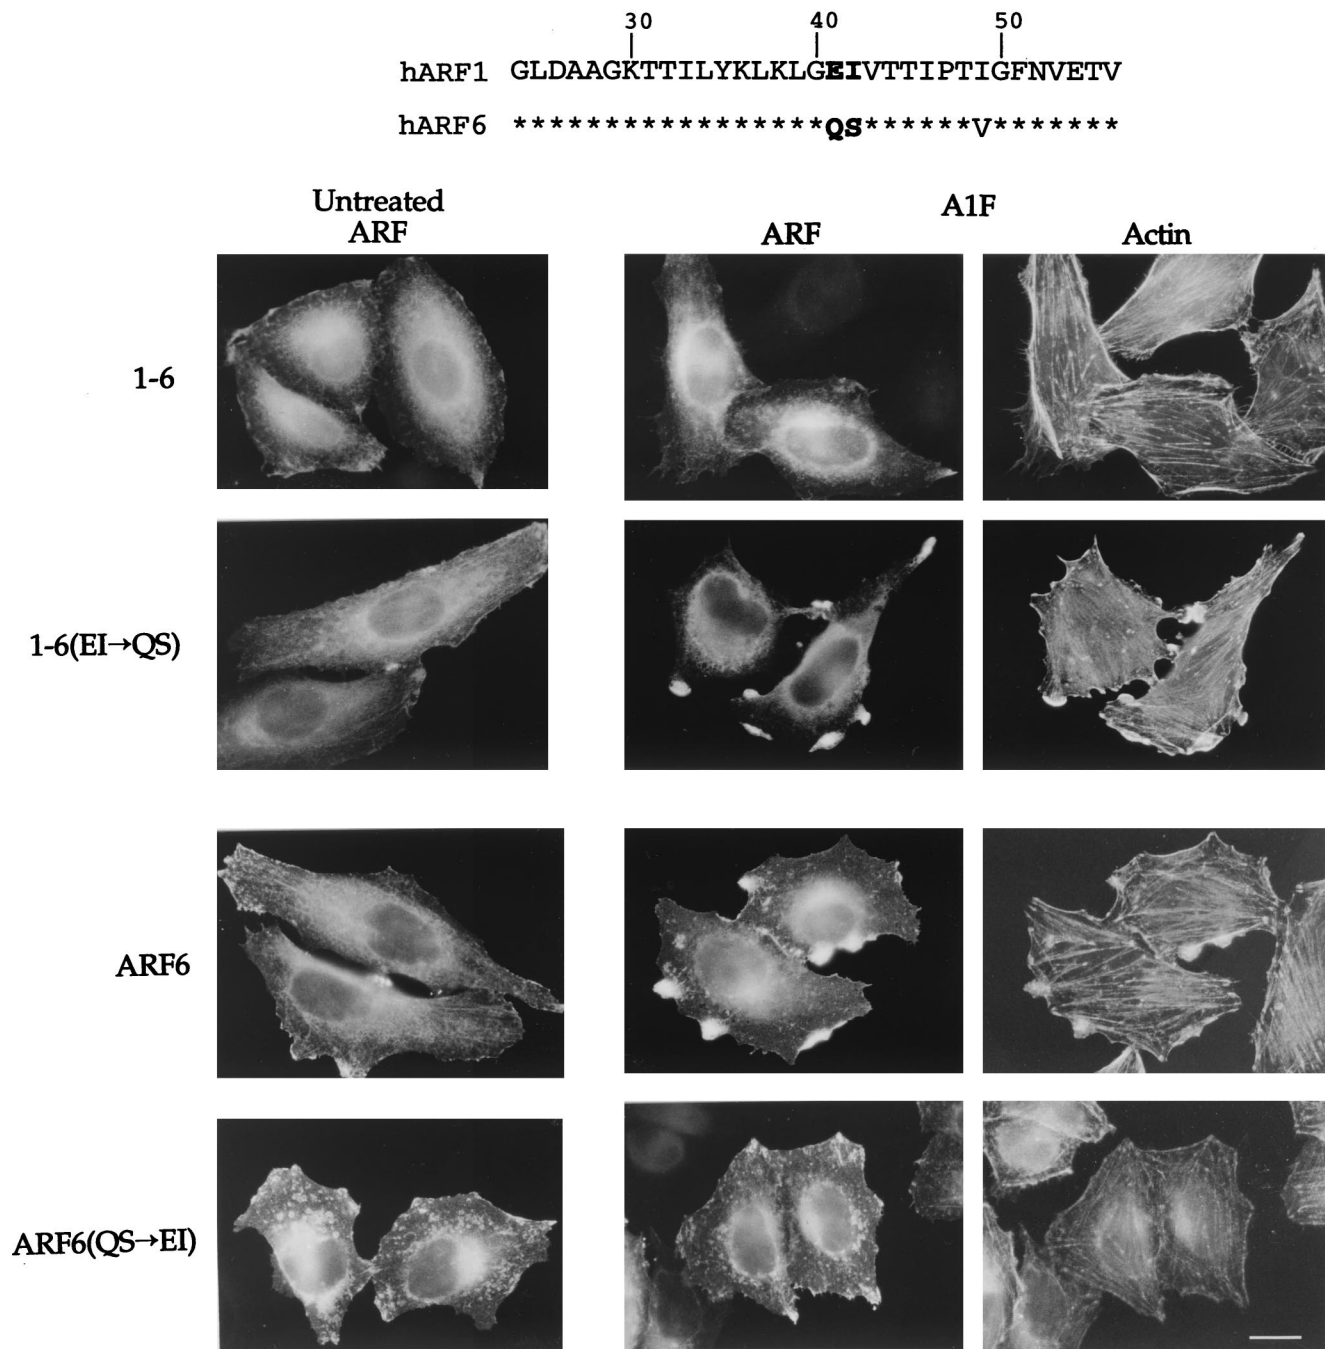 30 40 50
hARF1 GLDAAGKTTILYKLKLGEIVTTIPTIGFNVETV
hARF6 *****************QS******V*******
Untreated
ARF
A1F
ARF
Actin
1-6
1-6(EI→QS)
ARF6
ARF6(QS→EI)